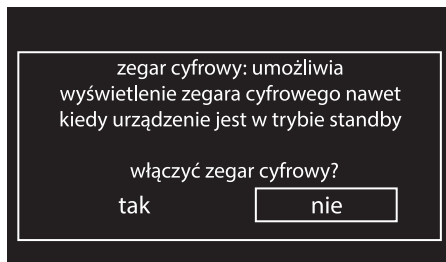 zegar cyfrowy: umożliwia
wyświetlenie zegara cyfrowego nawet
kiedy urządzenie jest w trybie standby
włączyć zegar cyfrowy?
tak nie